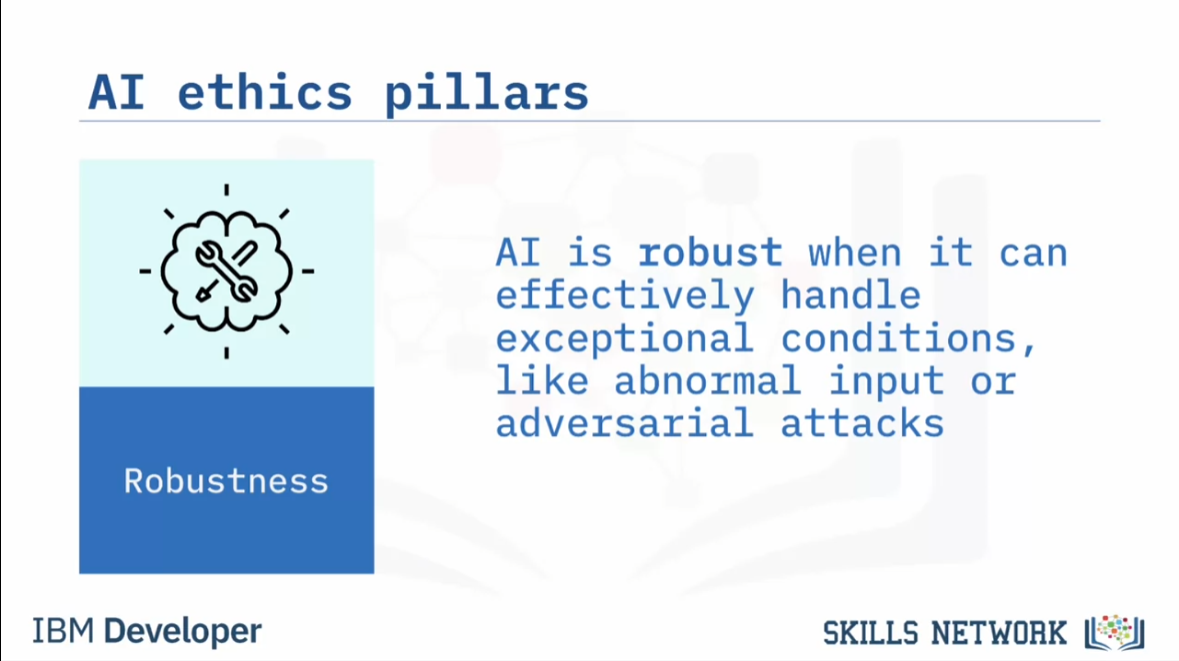 AI ethics pillars
AI is robust when it can
effectively handle
exceptional conditions,
like abnormal input or
adversarial attacks
Robustness
IBM Developer
SKILLS NETWORK